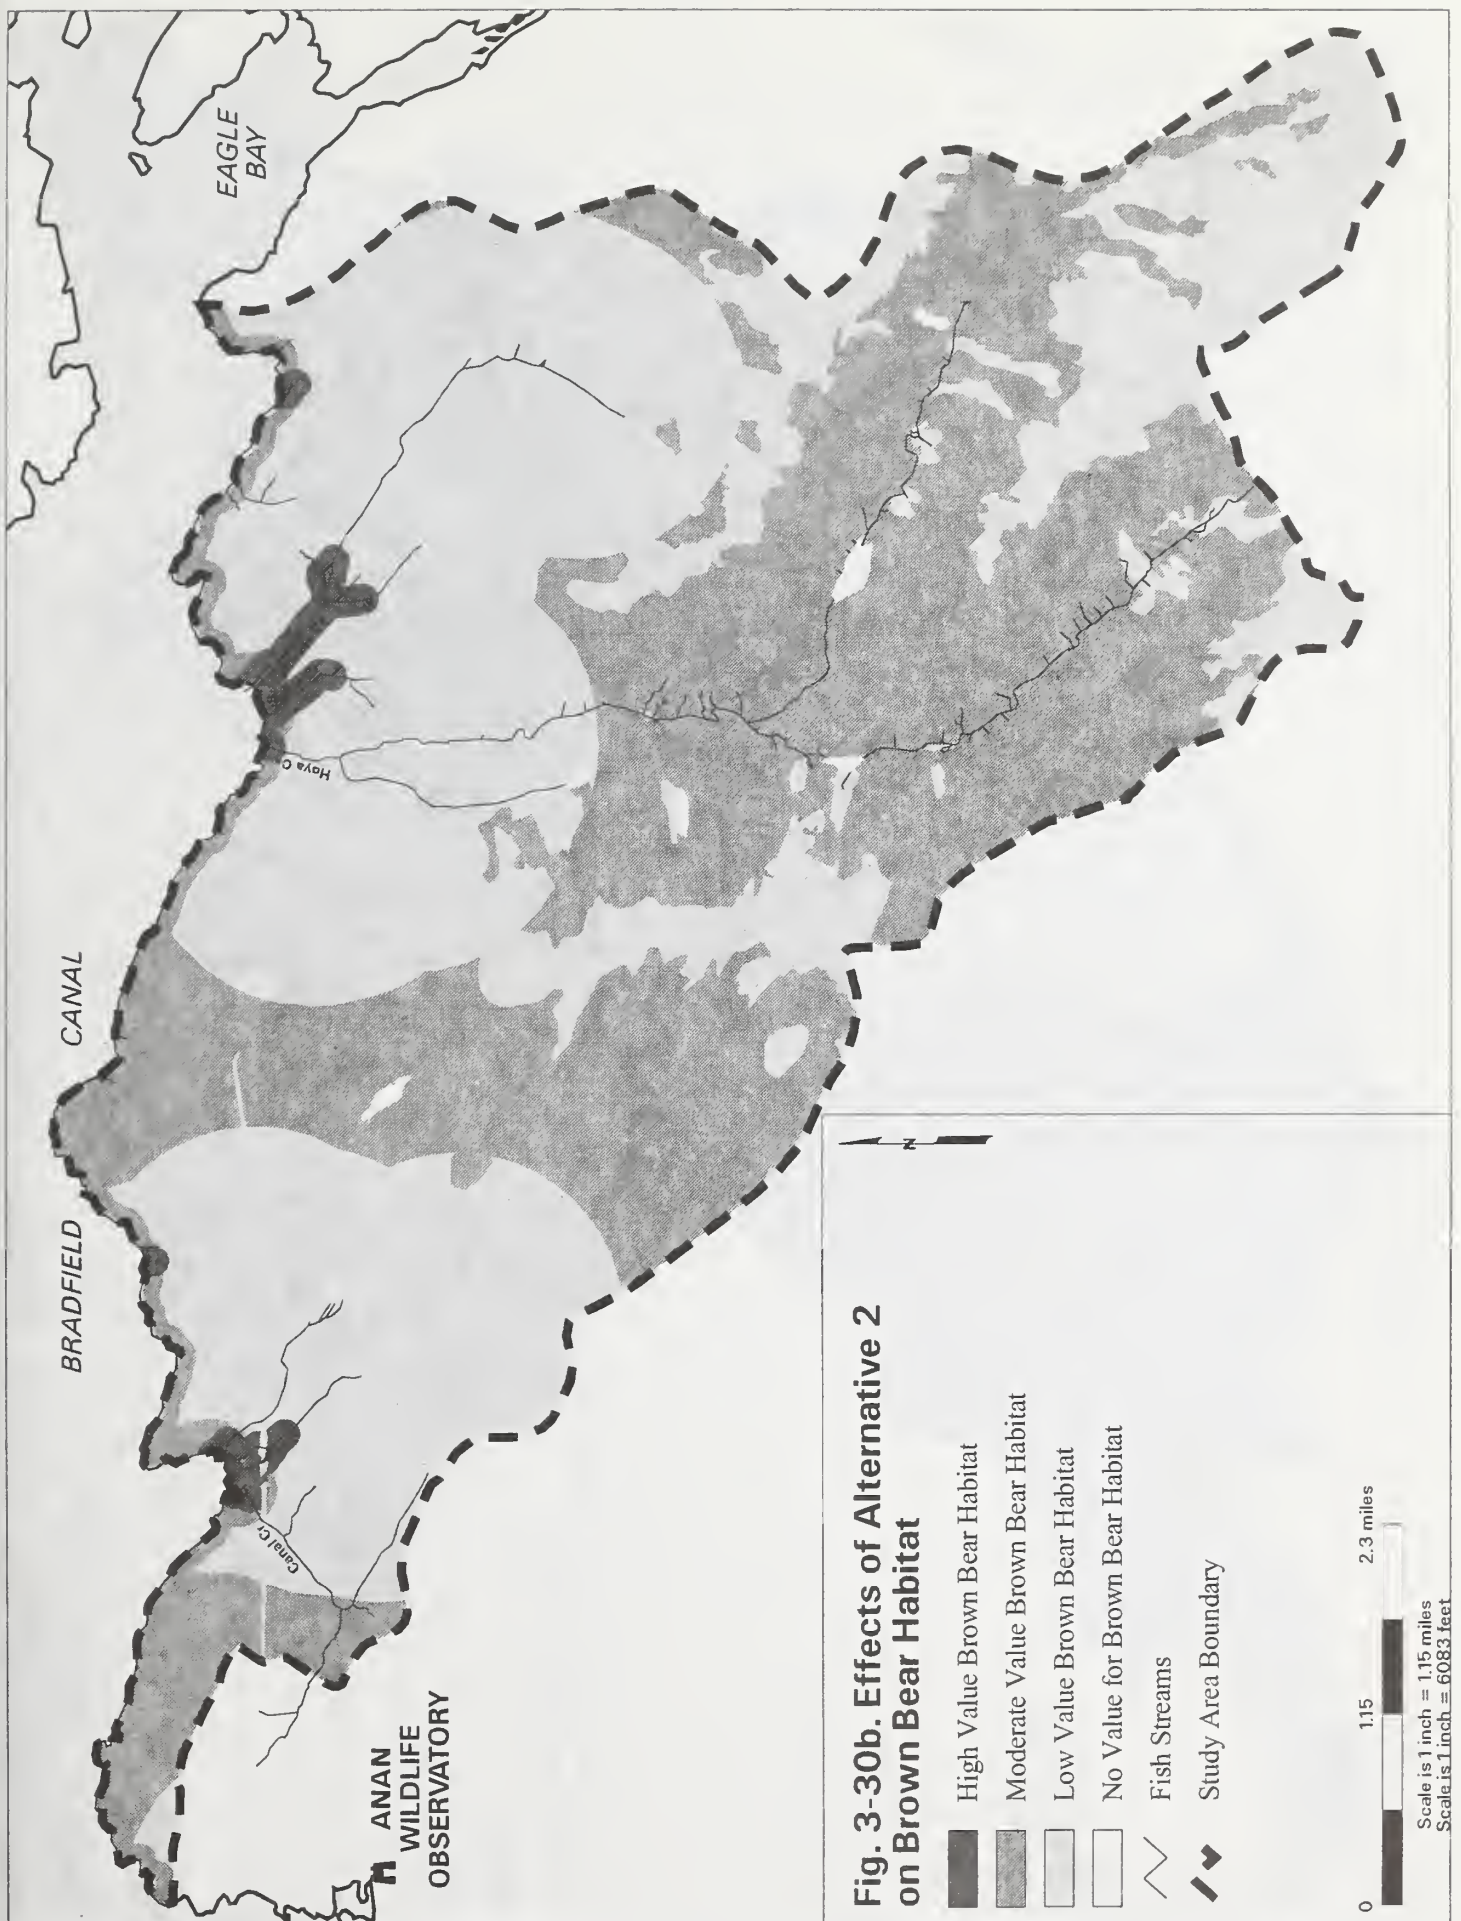 EAGLE
BAY
BRADFIELD CANAL
Haya C
Canal Cr
ANAN
WILDLIFE
OBSERVATORY
Fig. 3-30b. Effects of Alternative 2
on Brown Bear Habitat
High Value Brown Bear Habitat
Moderate Value Brown Bear Habitat
Low Value Brown Bear Habitat
No Value for Brown Bear Habitat
Fish Streams
Study Area Boundary
N
0 1.15 2.3 miles
Scale is 1 inch = 1.15 miles
Scale is 1 inch = 6083 feet